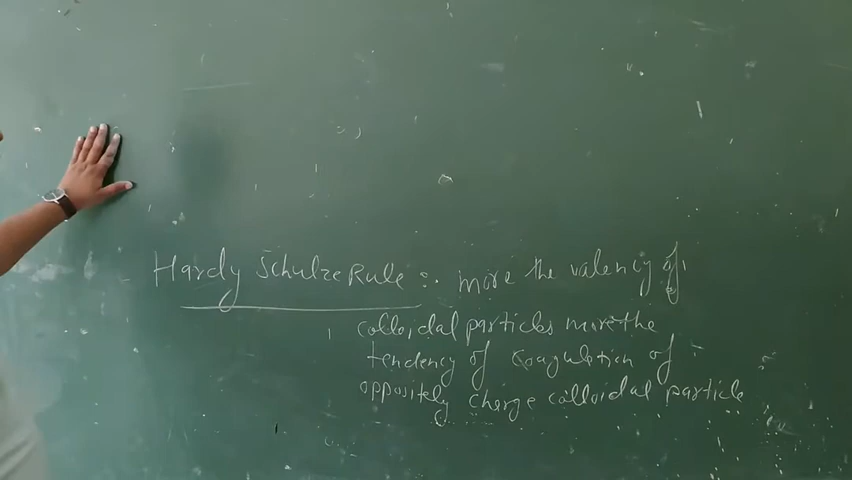 Hardy Schulze Rule :- more the valency of
colloidal particles more the
tendency of coagulation of
oppositely charge colloidal particle